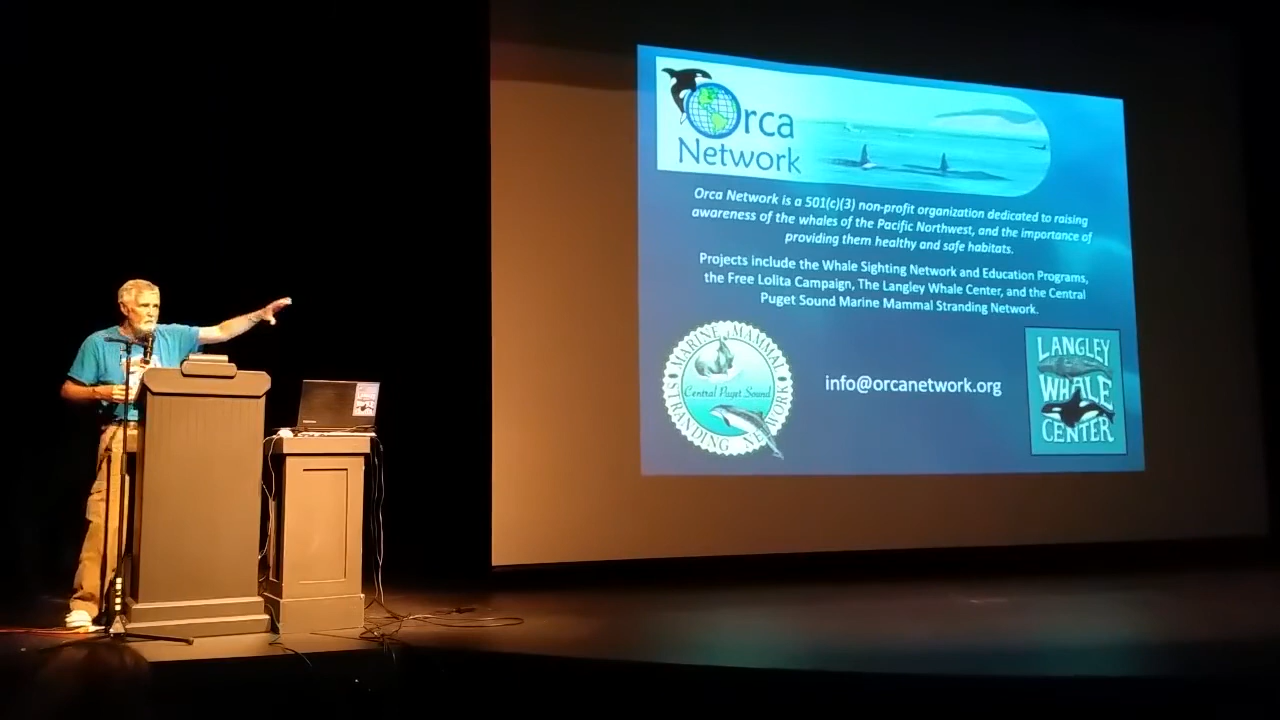 Orca
Network
Orca Network is a 501(c)(3) non-profit organization dedicated to raising
awareness of the whales of the Pacific Northwest, and the importance of
providing them healthy and safe habitats.
Projects include the Whale Sighting Network and Education Programs,
the Free Lolita Campaign, The Langley Whale Center, and the Central
Puget Sound Marine Mammal Stranding Network.
MARINE MAMMAL
Central Puget Sound
STRANDING NETWORK
info@orcanetwork.org
LANGLEY
WHALE
CENTER